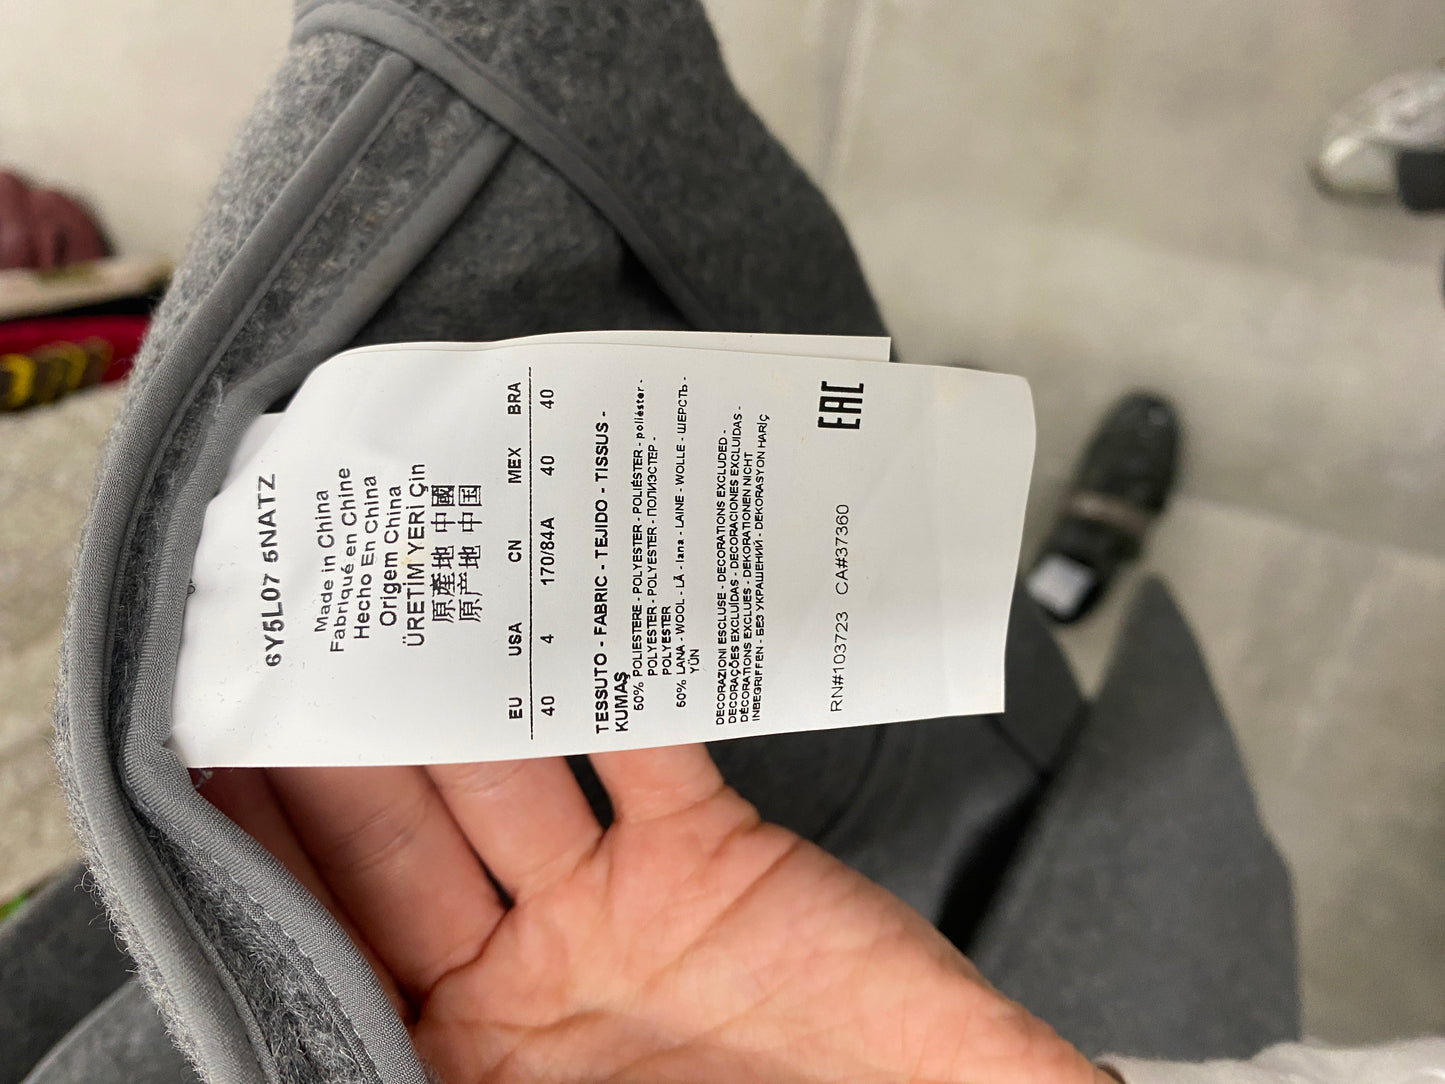 6Y5L07 5NATZ
Made in China
Fabriqué en Chine
Hecho En China
Origem China
ÜRETİM YERİ Çin
原產地 中國
原产地 中国
EU USA CN MEX BRA
40 4 170/84A 40 40
TESSUTO - FABRIC - TEJIDO - TISSUS -
KUMAŞ
50% POLIESTERE - POLYESTER - POLIÉSTER - poliéster -
POLYESTER - POLYESTER - ПОЛИЭСТЕР -
POLYESTER
50% LANA - WOOL - LÃ - lana - LAINE - WOLLE - ШЕРСТЬ -
YÜN
DECORAZIONI ESCLUSE - DECORATIONS EXCLUDED -
DECORAÇÕES EXCLUÍDAS - DECORACIONES EXCLUIDAS -
DÉCORATIONS EXCLUES - DEKORATIONEN NICHT
INBEGRIFFEN - БЕЗ УКРАШЕНИЙ - DEKORASYON HARİÇ
EAC
RN#103723 CA#37360